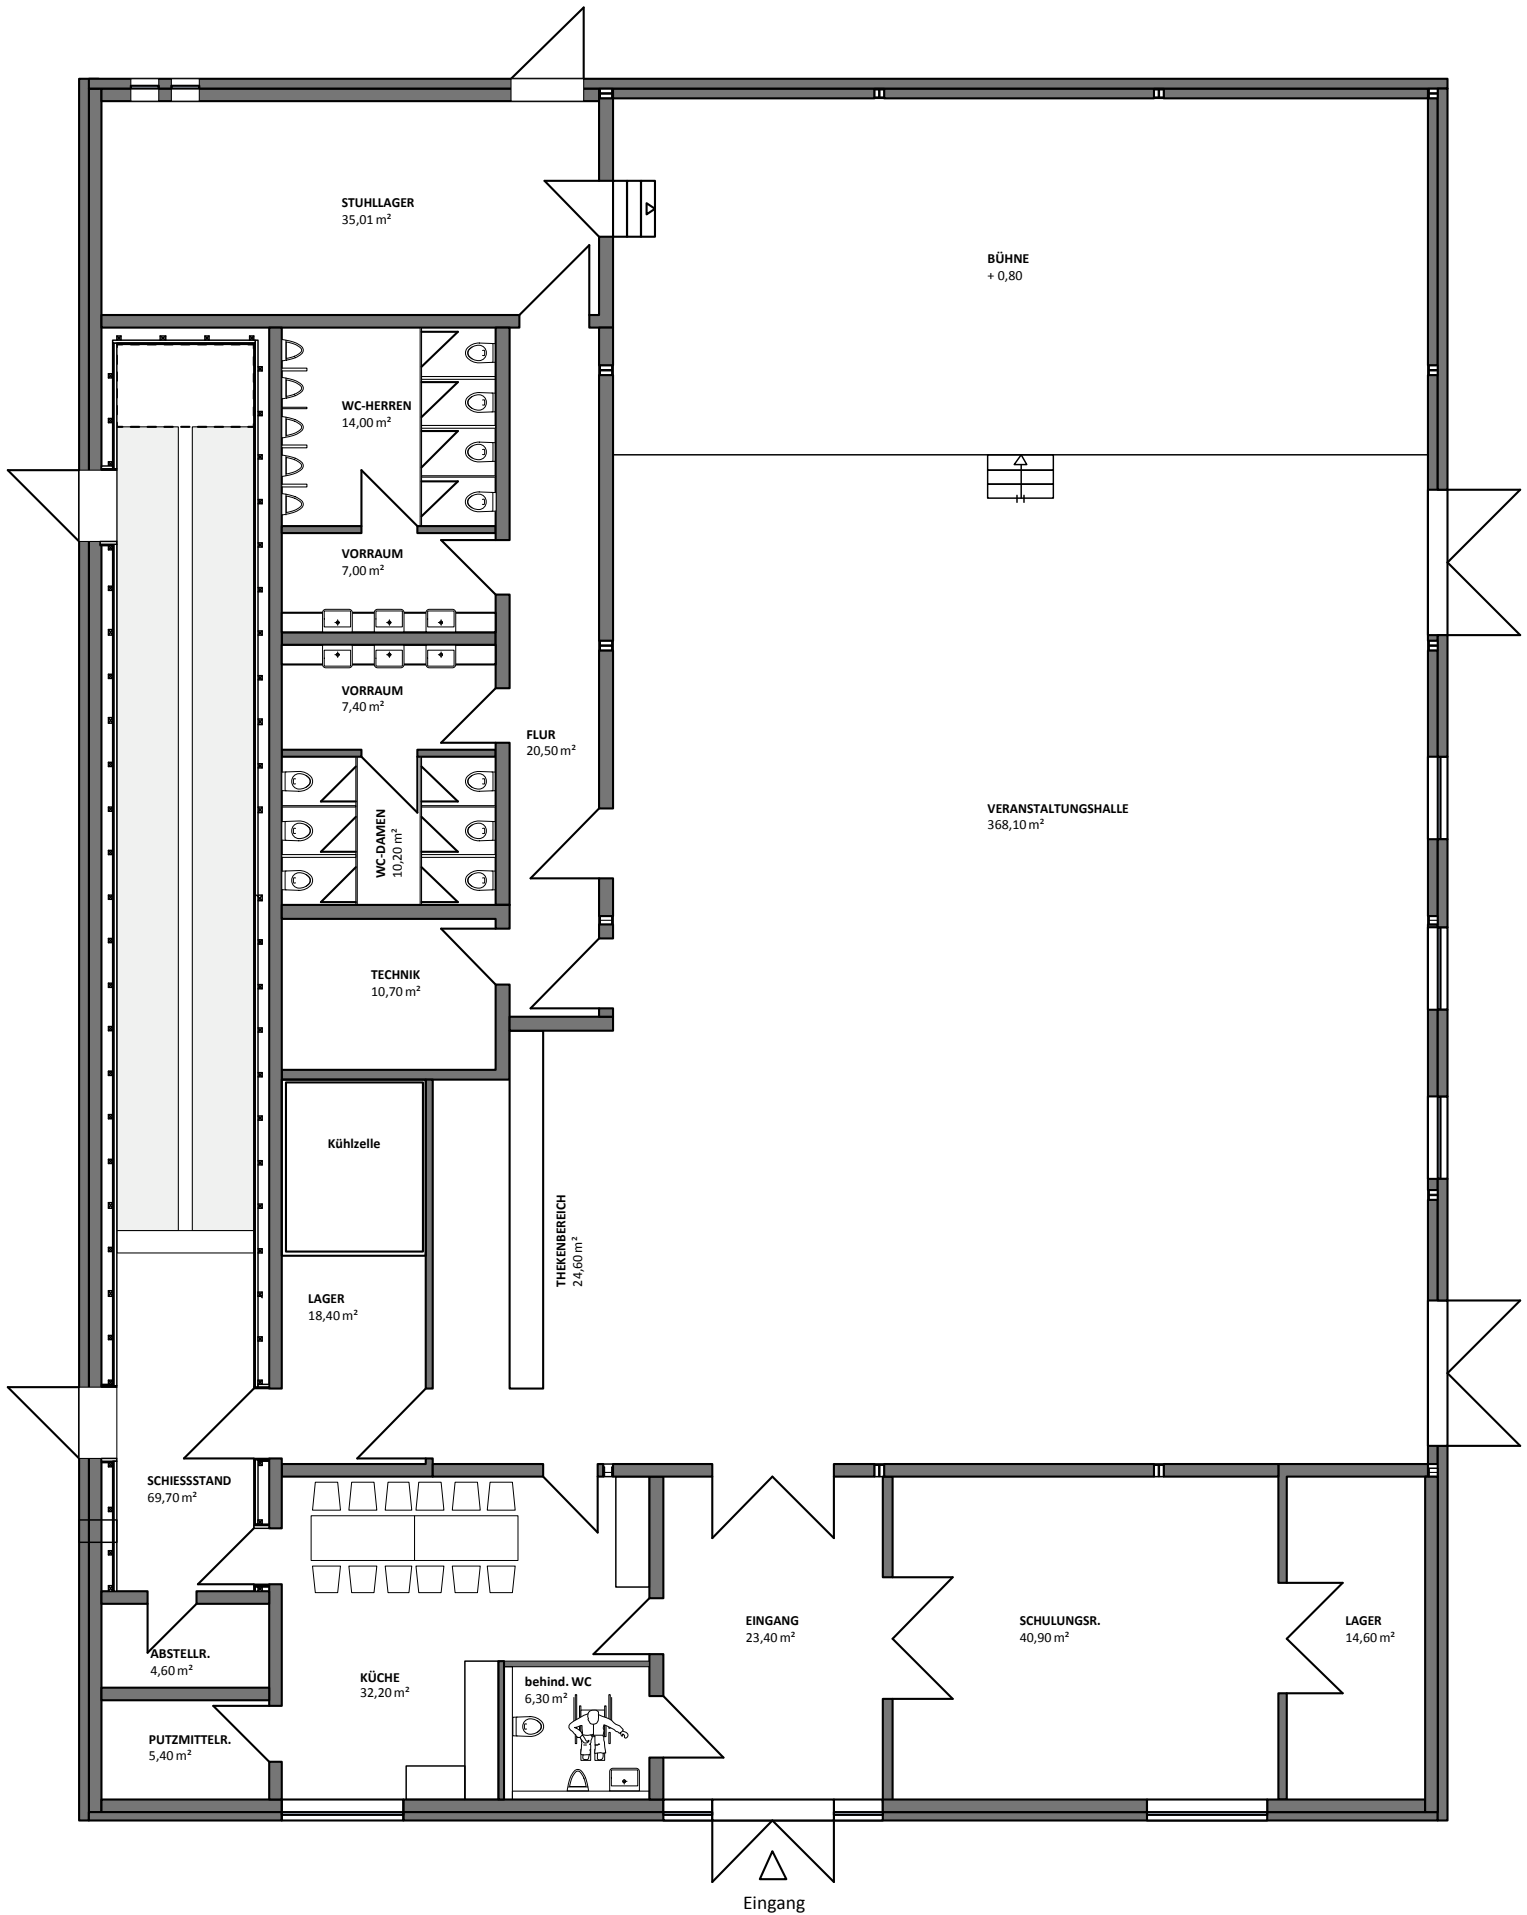 STUHLLAGER
35,01 m²
BÜHNE
+ 0,80
WC-HERREN
14,00 m²
VORRAUM
7,00 m²
VORRAUM
7,40 m²
FLUR
20,50 m²
WC-DAMEN
10,20 m²
VERANSTALTUNGSHALLE
368,10 m²
TECHNIK
10,70 m²
Kühlzelle
THEKENBEREICH
24,60 m²
LAGER
18,40 m²
SCHIESSSTAND
69,70 m²
EINGANG
23,40 m²
SCHULUNGSR.
40,90 m²
LAGER
14,60 m²
ABSTELLR.
4,60 m²
KÜCHE
32,20 m²
behind. WC
6,30 m²
PUTZMITTELR.
5,40 m²
Eingang